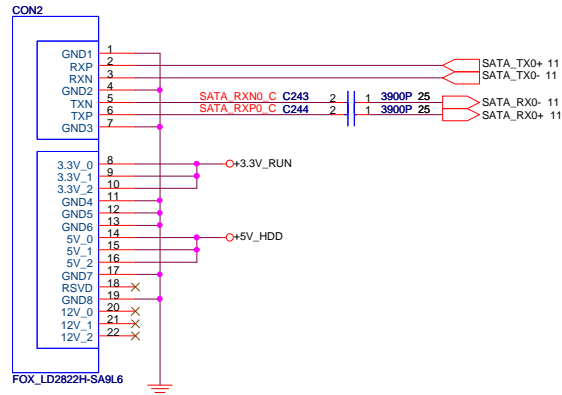 CON2
GND1 1
RXP 2 SATA_TX0+ 11
RXN 3 SATA_TX0- 11
GND2 4
TXN 5 SATA_RXN0_C C243 2 1 3900P 25 SATA_RX0- 11
TXP 6 SATA_RXP0_C C244 2 1 3900P 25 SATA_RX0+ 11
GND3 7
3.3V_0 8 +3.3V_RUN
3.3V_1 9
3.3V_2 10
GND4 11
GND5 12
GND6 13
5V_0 14 +5V_HDD
5V_1 15
5V_2 16
GND7 17
RSVD 18
GND8 19
12V_0 20
12V_1 21
12V_2 22
FOX_LD2822H-SA9L6